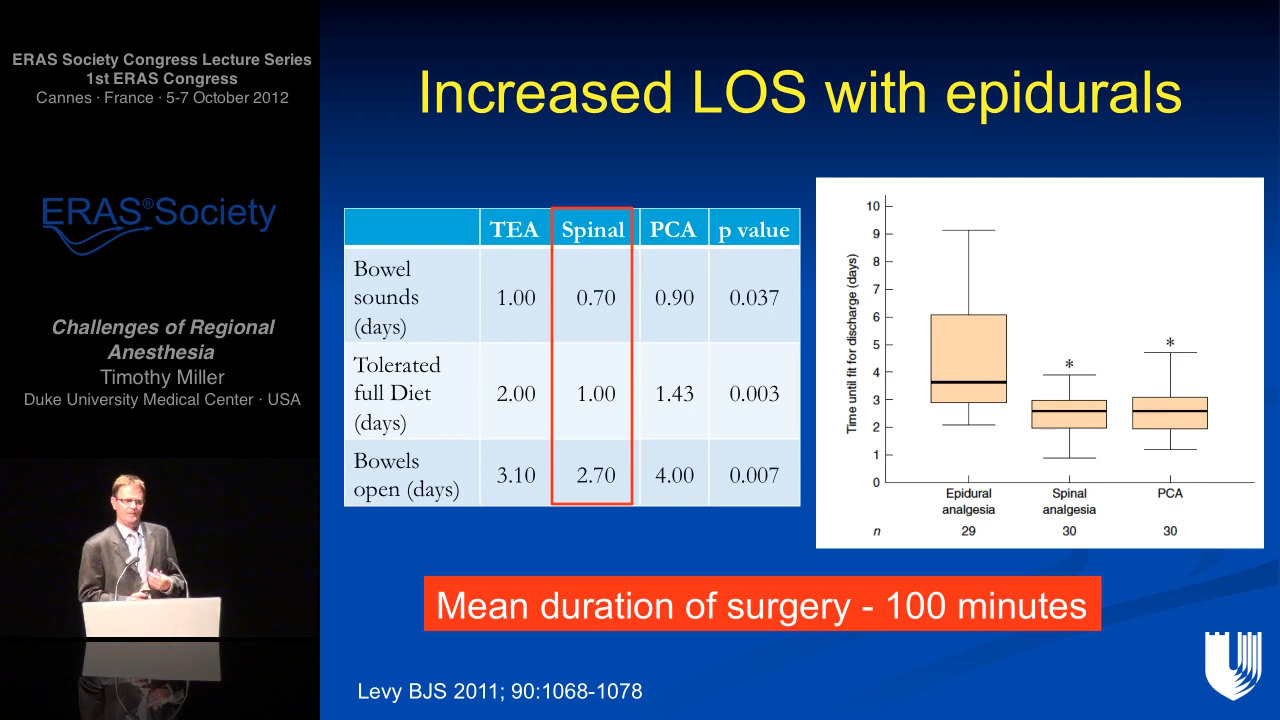 ERAS Society Congress Lecture Series
1st ERAS Congress
Cannes · France · 5-7 October 2012
ERAS®Society
Challenges of Regional
Anesthesia
Timothy Miller
Duke University Medical Center · USA
Increased LOS with epidurals
TEA Spinal PCA p value
Bowel
sounds
(days)
1.00 0.70 0.90 0.037
Tolerated
full Diet
(days)
2.00 1.00 1.43 0.003
Bowels
open (days)
3.10 2.70 4.00 0.007
Time until fit for discharge (days)
10
9
8
7
6
5
4
3
2
1
0
* *
Epidural
analgesia
Spinal
analgesia
PCA
n 29 30 30
Mean duration of surgery - 100 minutes
Levy BJS 2011; 90:1068-1078